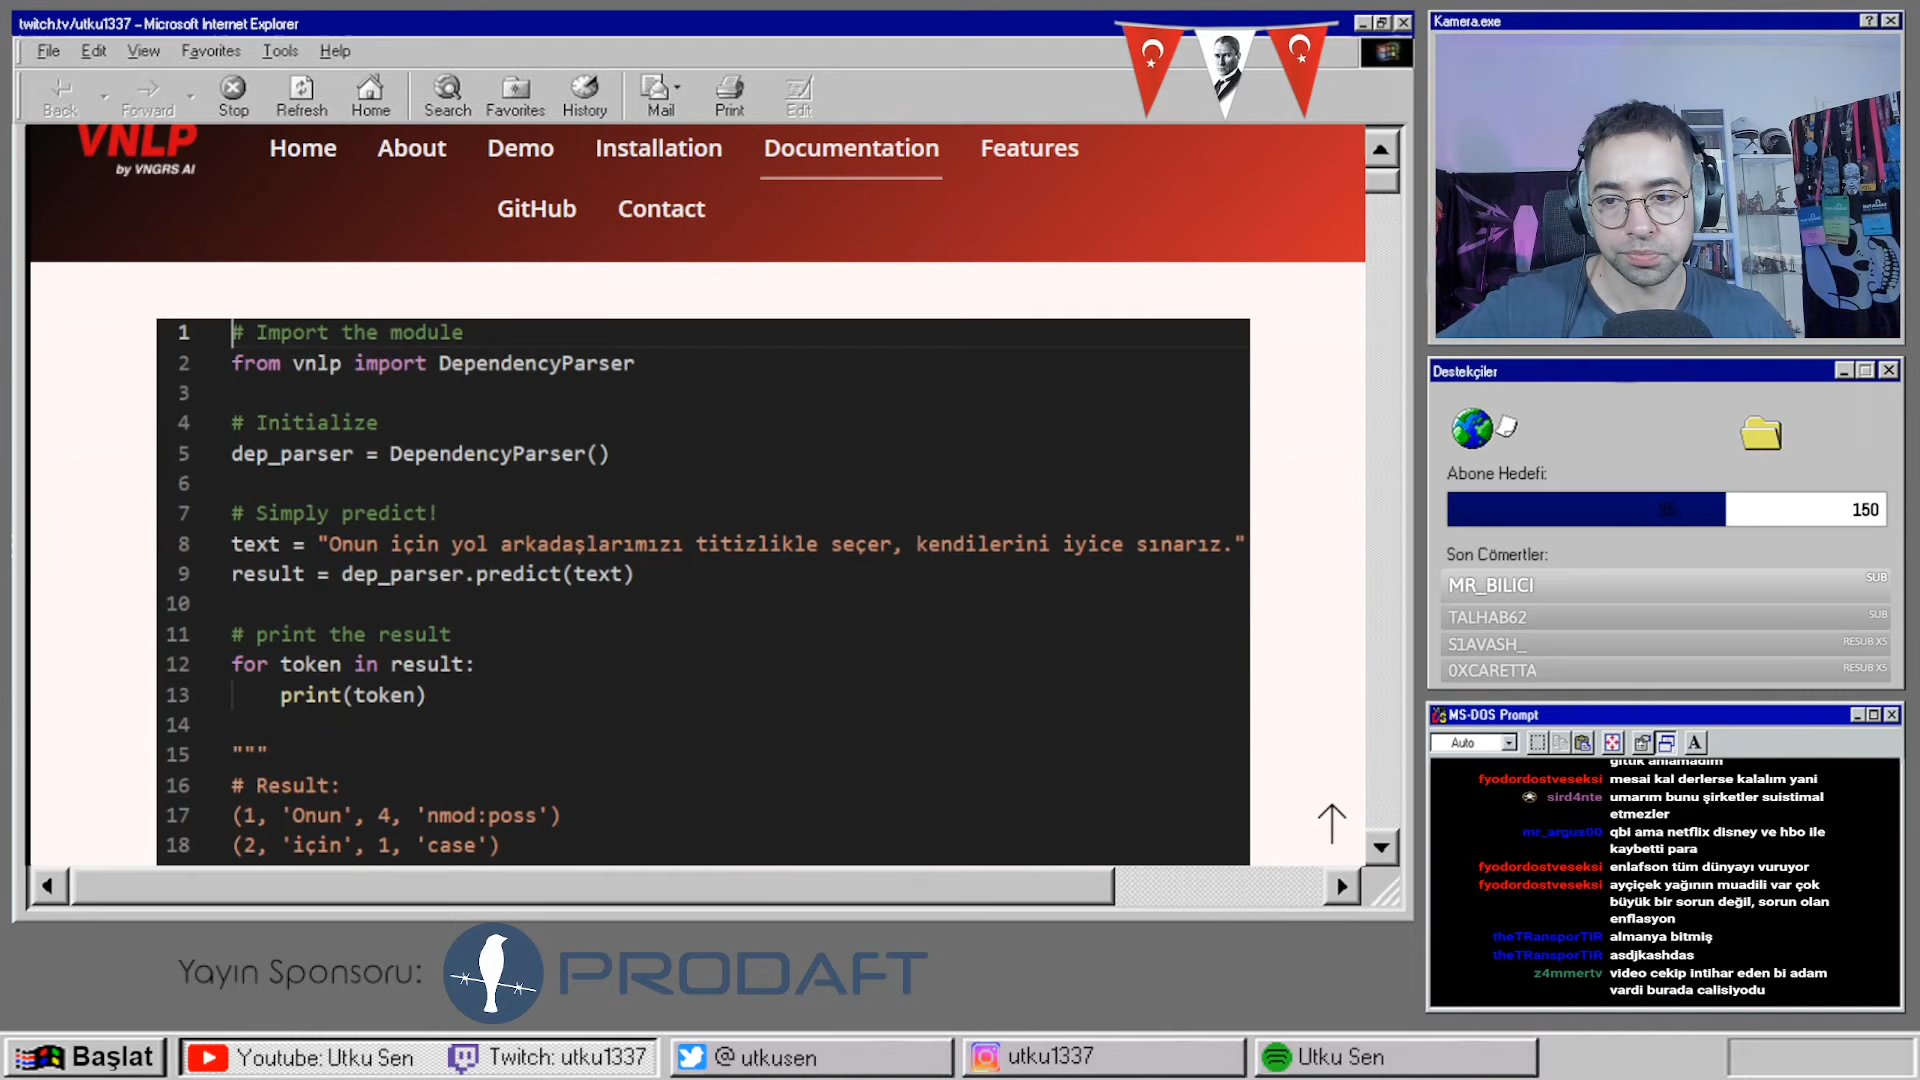 twitch.tv/utku1337 – Microsoft Internet Explorer
File Edit View Favorites Tools Help
Back Forward Stop Refresh Home Search Favorites History Mail Print Edit
VNLP
by VNGRS AI
Home About Demo Installation Documentation Features
GitHub Contact
1 # Import the module
2 from vnlp import DependencyParser
3
4 # Initialize
5 dep_parser = DependencyParser()
6
7 # Simply predict!
8 text = "Onun için yol arkadaşlarımızı titizlikle seçer, kendilerini iyice sınarız."
9 result = dep_parser.predict(text)
10
11 # print the result
12 for token in result:
13 print(token)
14
15 """
16 # Result:
17 (1, 'Onun', 4, 'nmod:poss')
18 (2, 'için', 1, 'case')
Yayın Sponsoru: PRODAFT
Kamera.exe
Destekçiler
Abone Hedefi:
150
Son Cömertler:
MR_BILICI SUB
TALHAB62 SUB
S1AVASH_ RESUB X5
0XCARETTA RESUB X5
MS-DOS Prompt
Auto
A
gittik anlamadım
fyodordostveseksi mesai kal derlerse kalalım yani
sird4nte umarım bunu şirketler suistimal
etmezler
mr_argus00 qbi ama netflix disney ve hbo ile
kaybetti para
fyodordostveseksi enlafson tüm dünyayı vuruyor
fyodordostveseksi ayçiçek yağının muadili var çok
büyük bir sorun değil, sorun olan
enflasyon
theTRansporTIR almanya bitmiş
theTRansporTIR asdjkashdas
z4mmertv video cekip intihar eden bi adam
vardi burada calisiyodu
Başlat
Youtube: Utku Sen
Twitch: utku1337
@ utkusen
utku1337
Utku Sen